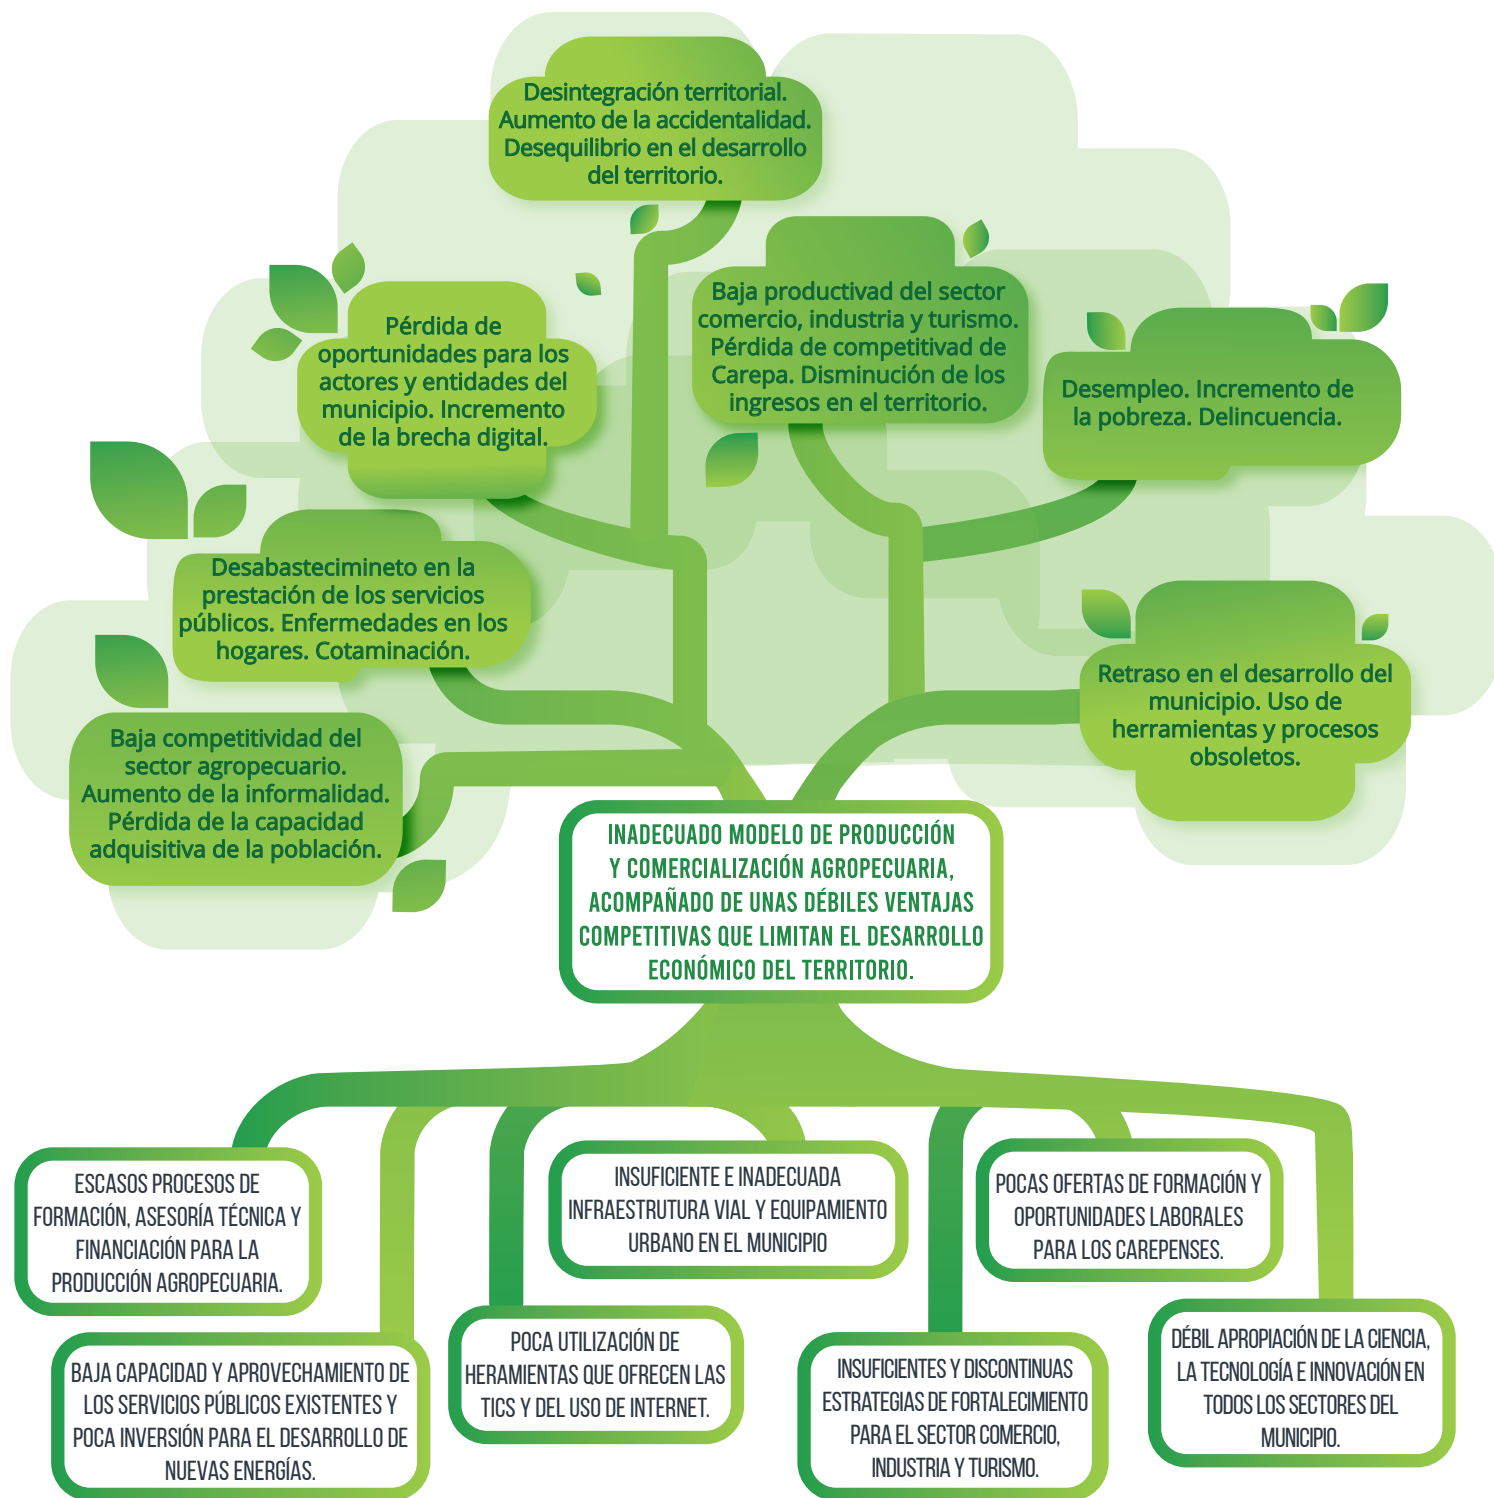 Desintegración territorial.
Aumento de la accidentalidad.
Desequilibrio en el desarrollo
del territorio.
Pérdida de
oportunidades para los
actores y entidades del
municipio. Incremento
de la brecha digital.
Baja productivad del sector
comercio, industria y turismo.
Pérdida de competitivad de
Carepa. Disminución de los
ingresos en el territorio.
Desempleo. Incremento de
la pobreza. Delincuencia.
Desabastecimineto en la
prestación de los servicios
públicos. Enfermedades en los
hogares. Cotaminación.
Retraso en el desarrollo del
municipio. Uso de
herramientas y procesos
obsoletos.
Baja competitividad del
sector agropecuario.
Aumento de la informalidad.
Pérdida de la capacidad
adquisitiva de la población.
INADECUADO MODELO DE PRODUCCIÓN
Y COMERCIALIZACIÓN AGROPECUARIA,
ACOMPAÑADO DE UNAS DÉBILES VENTAJAS
COMPETITIVAS QUE LIMITAN EL DESARROLLO
ECONÓMICO DEL TERRITORIO.
ESCASOS PROCESOS DE
FORMACIÓN, ASESORÍA TÉCNICA Y
FINANCIACIÓN PARA LA
PRODUCCIÓN AGROPECUARIA.
INSUFICIENTE E INADECUADA
INFRAESTRUTURA VIAL Y EQUIPAMIENTO
URBANO EN EL MUNICIPIO
POCAS OFERTAS DE FORMACIÓN Y
OPORTUNIDADES LABORALES
PARA LOS CAREPENSES.
BAJA CAPACIDAD Y APROVECHAMIENTO DE
LOS SERVICIOS PÚBLICOS EXISTENTES Y
POCA INVERSIÓN PARA EL DESARROLLO DE
NUEVAS ENERGÍAS.
POCA UTILIZACIÓN DE
HERAMIENTAS QUE OFRECEN LAS
TICS Y DEL USO DE INTERNET.
INSUFICIENTES Y DISCONTINUAS
ESTRATEGIAS DE FORTALECIMIENTO
PARA EL SECTOR COMERCIO,
INDUSTRIA Y TURISMO.
DÉBIL APROPIACIÓN DE LA CIENCIA,
LA TECNOLOGÍA E INNOVACIÓN EN
TODOS LOS SECTORES DEL
MUNICIPIO.